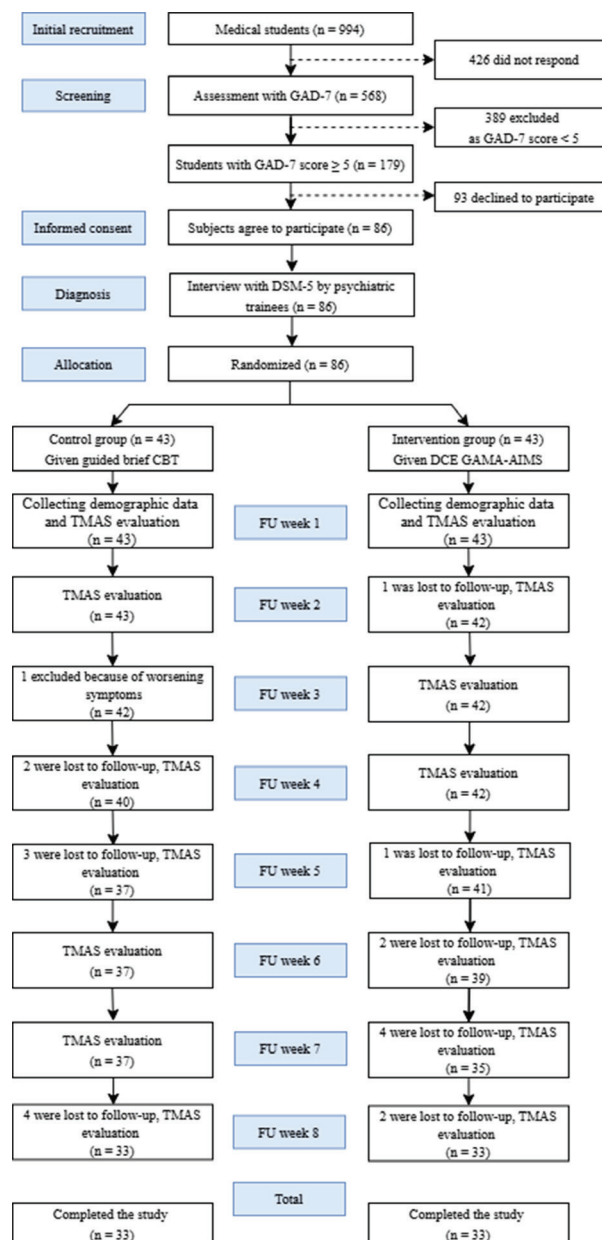 Initial recruitment
Medical students (n = 994)
426 did not respond
Screening
Assessment with GAD-7 (n = 568)
389 excluded
as GAD-7 score < 5
Students with GAD-7 score ≥ 5 (n = 179)
93 declined to participate
Informed consent
Subjects agree to participate (n = 86)
Diagnosis
Interview with DSM-5 by psychiatric
trainees
(n = 86)
Allocation
Randomized (n = 86)
Control group (n = 43)
Given guided brief CBT
Intervention group (n = 43)
Given DCE GAMA-AIMS
Collecting demographic data
and TMAS evaluation
(n = 43)
FU week 1
Collecting demographic data
and TMAS evaluation
(n = 43)
TMAS evaluation
(n = 43)
FU week 2
1 was lost to follow-up, TMAS
evaluation
(n = 42)
1 excluded because of worsening
symptoms
(n = 42)
FU week 3
TMAS evaluation
(n = 42)
2 were lost to follow-up, TMAS
evaluation
(n = 40)
FU week 4
TMAS evaluation
(n = 42)
3 were lost to follow-up, TMAS
evaluation
(n = 37)
FU week 5
1 was lost to follow-up, TMAS
evaluation
(n = 41)
TMAS evaluation
(n = 37)
FU week 6
2 were lost to follow-up, TMAS
evaluation
(n = 39)
TMAS evaluation
(n = 37)
FU week 7
4 were lost to follow-up, TMAS
evaluation
(n = 35)
4 were lost to follow-up, TMAS
evaluation
(n = 33)
FU week 8
2 were lost to follow-up, TMAS
evaluation
(n = 33)
Total
Completed the study
(n = 33)
Completed the study
(n = 33)